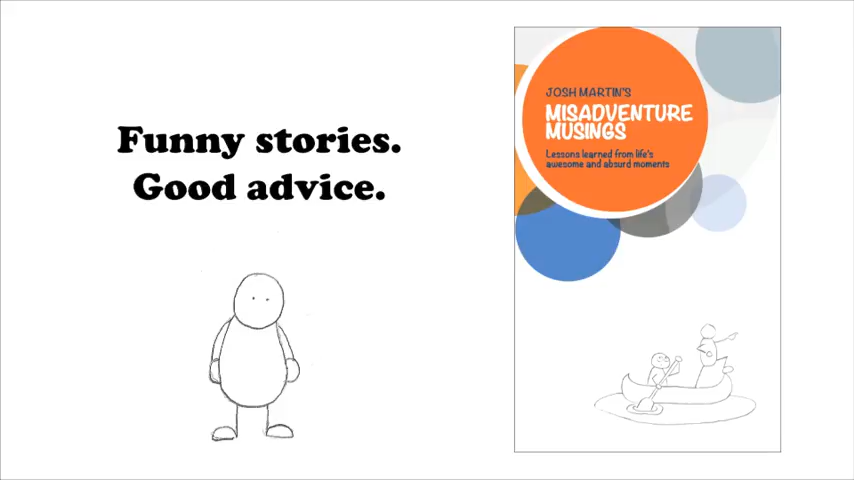 Funny stories.
Good advice.
JOSH MARTIN'S
MISADVENTURE
MUSINGS
Lessons learned from life's
awesome and absurd moments